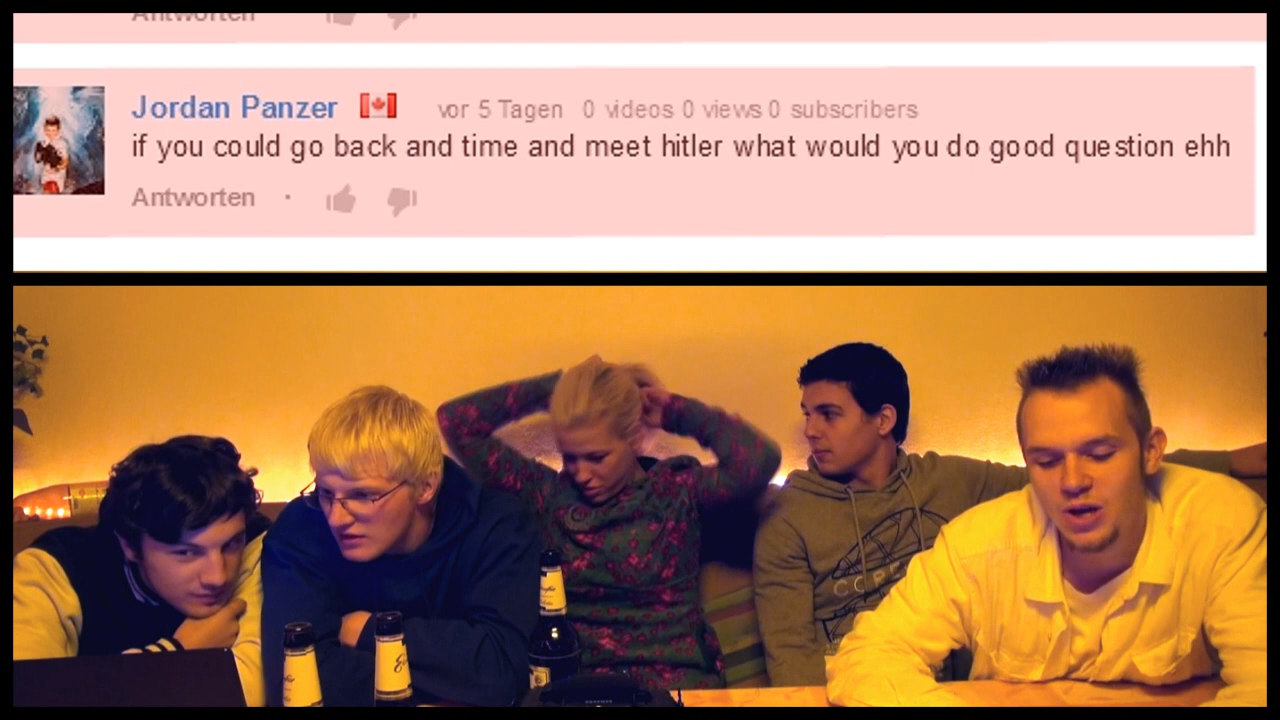 Antworten
Jordan Panzer vor 5 Tagen 0 videos 0 views 0 subscribers
if you could go back and time and meet hitler what would you do good question ehh
Antworten ·